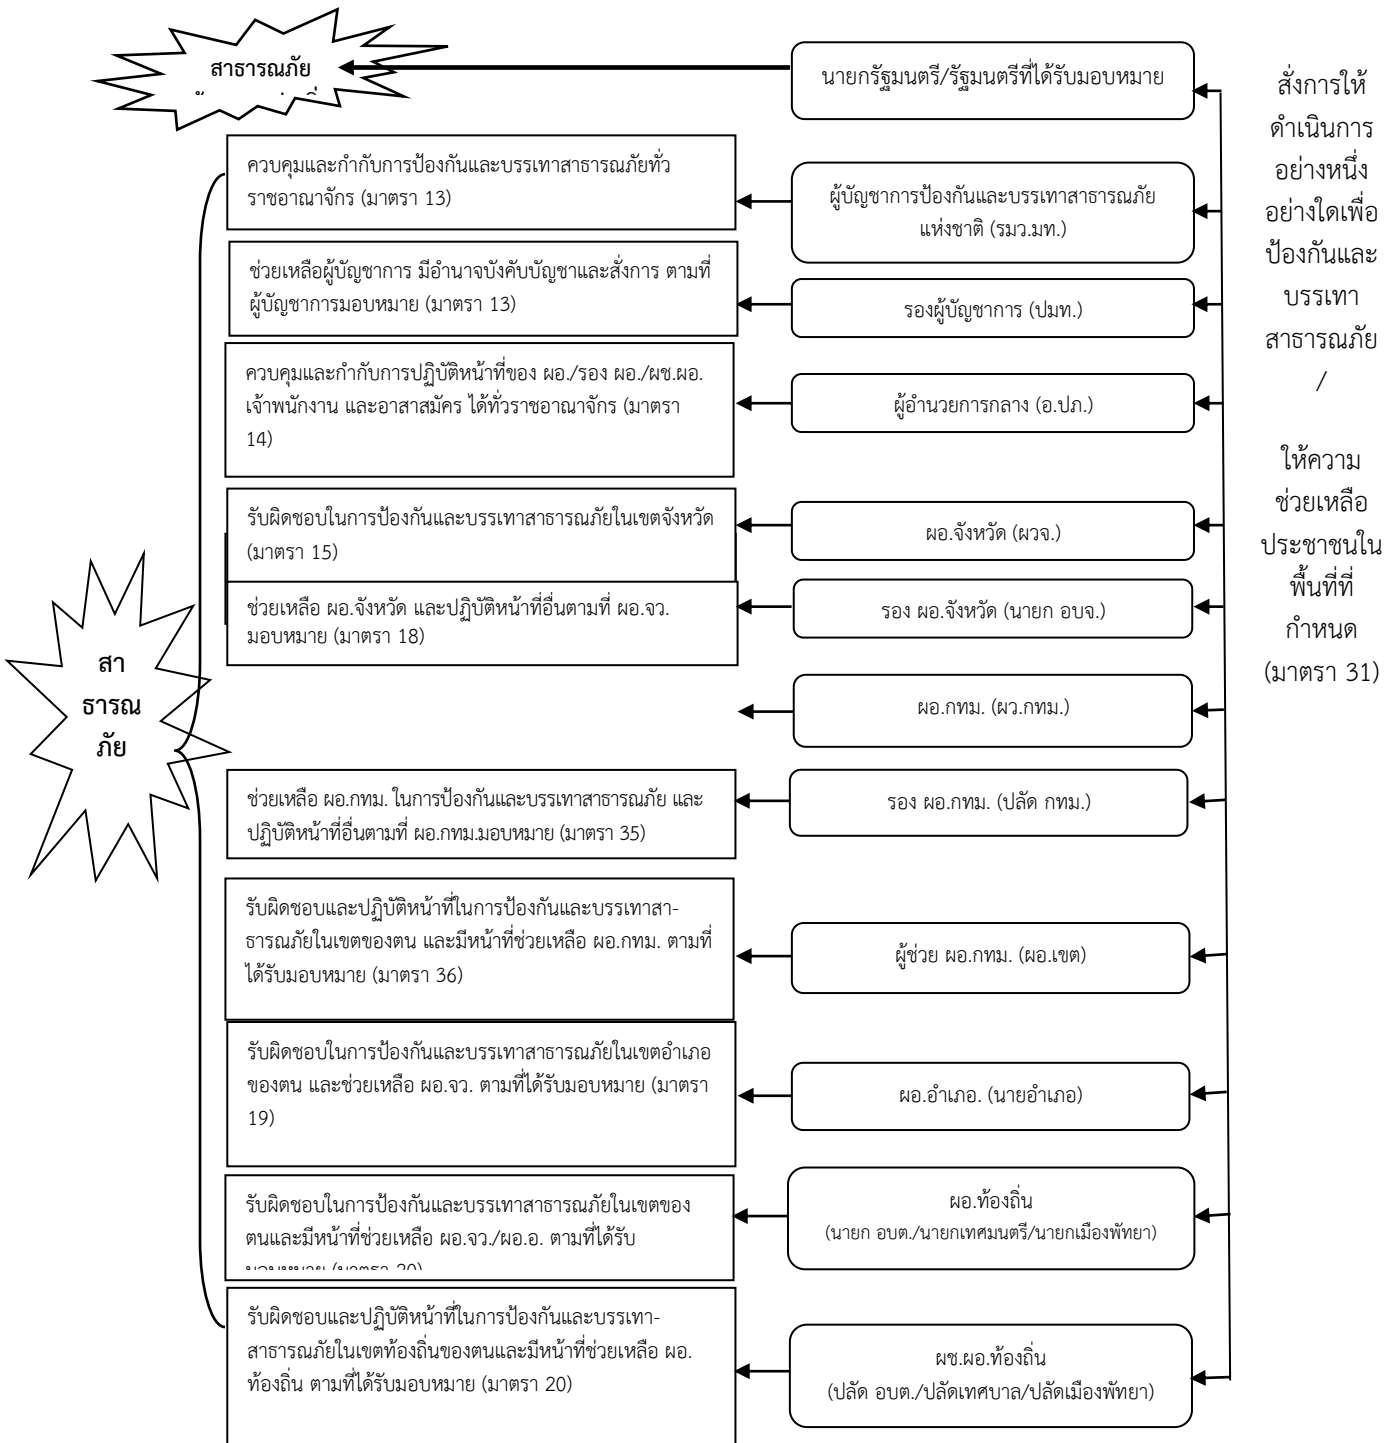 สาธารณภัย
นายกรัฐมนตรี/รัฐมนตรีที่ได้รับมอบหมาย
ควบคุมและกำกับการป้องกันและบรรเทาสาธารณภัยทั่ว
ราชอาณาจักร (มาตรา 13)
ผู้บัญชาการป้องกันและบรรเทาสาธารณภัย
แห่งชาติ (รมว.มท.)
ช่วยเหลือผู้บัญชาการ มีอำนาจบังคับบัญชาและสั่งการ ตามที่
ผู้บัญชาการมอบหมาย (มาตรา 13)
รองผู้บัญชาการ (ปมท.)
ควบคุมและกำกับการปฏิบัติหน้าที่ของ ผอ./รอง ผอ./ผช.ผอ.
เจ้าพนักงาน และอาสาสมัคร ได้ทั่วราชอาณาจักร (มาตรา
14)
ผู้อำนวยการกลาง (อ.ปภ.)
รับผิดชอบในการป้องกันและบรรเทาสาธารณภัยในเขตจังหวัด
(มาตรา 15)
ผอ.จังหวัด (ผวจ.)
ช่วยเหลือ ผอ.จังหวัด และปฏิบัติหน้าที่อื่นตามที่ ผอ.จว.
มอบหมาย (มาตรา 18)
รอง ผอ.จังหวัด (นายก อบจ.)
ผอ.กทม. (ผว.กทม.)
ช่วยเหลือ ผอ.กทม. ในการป้องกันและบรรเทาสาธารณภัย และ
ปฏิบัติหน้าที่อื่นตามที่ ผอ.กทม.มอบหมาย (มาตรา 35)
รอง ผอ.กทม. (ปลัด กทม.)
รับผิดชอบและปฏิบัติหน้าที่ในการป้องกันและบรรเทาสา-
ธารณภัยในเขตของตน และมีหน้าที่ช่วยเหลือ ผอ.กทม. ตามที่
ได้รับมอบหมาย (มาตรา 36)
ผู้ช่วย ผอ.กทม. (ผอ.เขต)
รับผิดชอบในการป้องกันและบรรเทาสาธารณภัยในเขตอำเภอ
ของตน และช่วยเหลือ ผอ.จว. ตามที่ได้รับมอบหมาย (มาตรา
19)
ผอ.อำเภอ. (นายอำเภอ)
รับผิดชอบในการป้องกันและบรรเทาสาธารณภัยในเขตของ
ตนและมีหน้าที่ช่วยเหลือ ผอ.จว./ผอ.อ. ตามที่ได้รับ
มอบหมาย (มาตรา 20)
ผอ.ท้องถิ่น
(นายก อบต./นายกเทศมนตรี/นายกเมืองพัทยา)
รับผิดชอบและปฏิบัติหน้าที่ในการป้องกันและบรรเทา-
สาธารณภัยในเขตท้องถิ่นของตนและมีหน้าที่ช่วยเหลือ ผอ.
ท้องถิ่น ตามที่ได้รับมอบหมาย (มาตรา 20)
ผช.ผอ.ท้องถิ่น
(ปลัด อบต./ปลัดเทศบาล/ปลัดเมืองพัทยา)
สา
ธารณ
ภัย
สั่งการให้
ดำเนินการ
อย่างหนึ่ง
อย่างใดเพื่อ
ป้องกันและ
บรรเทา
สาธารณภัย
/
ให้ความ
ช่วยเหลือ
ประชาชนใน
พื้นที่ที่
กำหนด
(มาตรา 31)